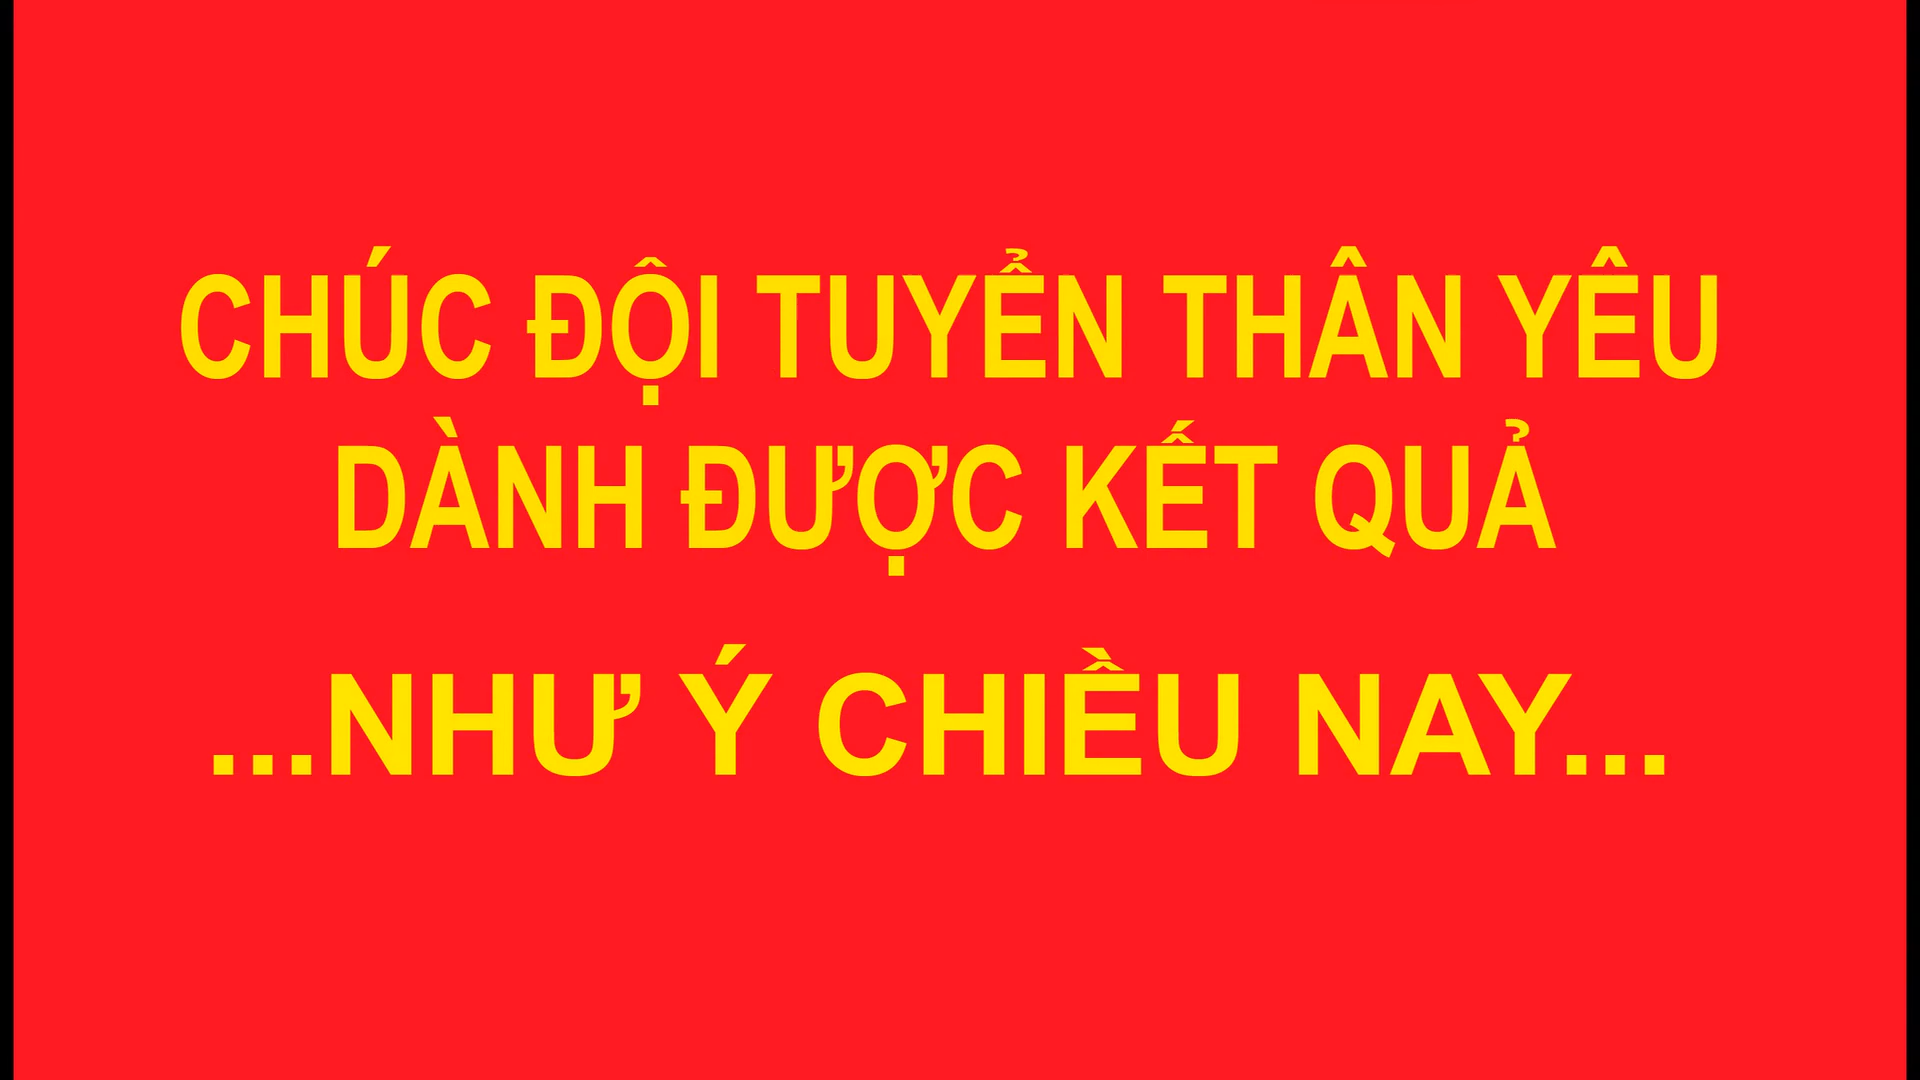 CHÚC ĐỘI TUYỂN THÂN YÊU
DÀNH ĐƯỢC KẾT QUẢ
...NHƯ Ý CHIỀU NAY...